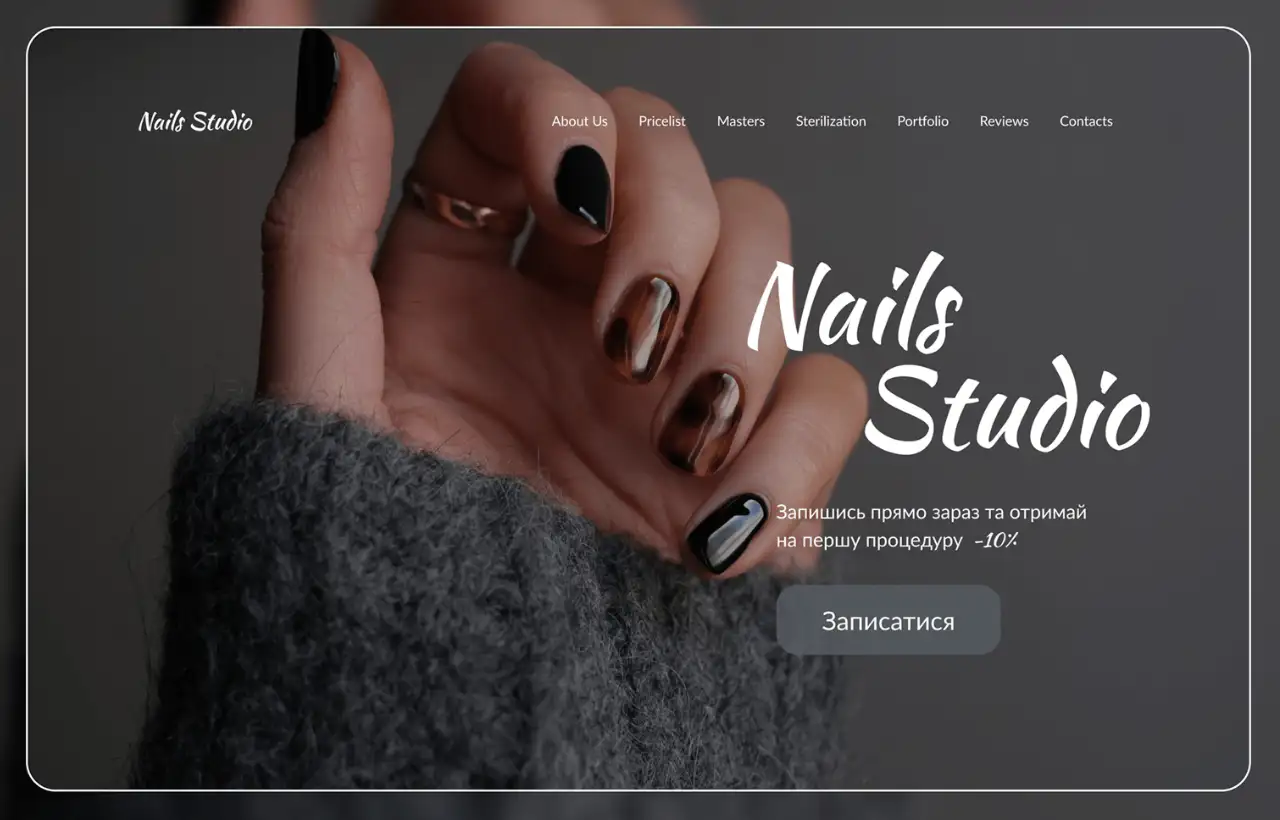 Nails Studio
About Us Pricelist Masters Sterilization Portfolio Reviews Contacts
Nails
Studio
Запишись прямо зараз та отримай
на першу процедуру -10%
Записатися